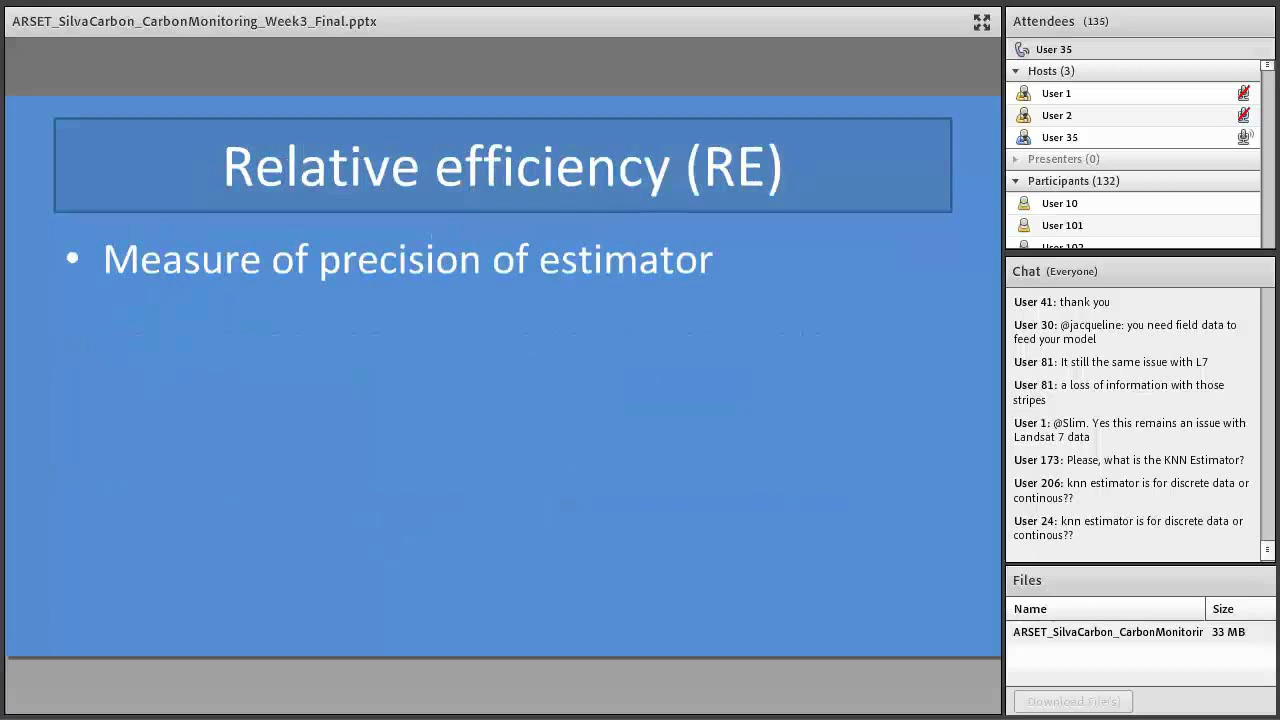 ARSET_SilvaCarbon_CarbonMonitoring_Week3_Final.pptx
Relative efficiency (RE)
• Measure of precision of estimator
Attendees (135)
User 35
Hosts (3)
User 1
User 2
User 35
Presenters (0)
Participants (132)
User 10
User 101
User 102
Chat (Everyone)
User 41: thank you
User 30: @jacqueline: you need field data to
feed your model
User 81: It still the same issue with L7
User 81: a loss of information with those
stripes
User 1: @Slim. Yes this remains an issue with
Landsat 7 data
User 173: Please, what is the KNN Estimator?
User 206: knn estimator is for discrete data or
continous??
User 24: knn estimator is for discrete data or
continous??
Files
Name Size
ARSET_SilvaCarbon_CarbonMonitorir 33 MB
Download File(s)